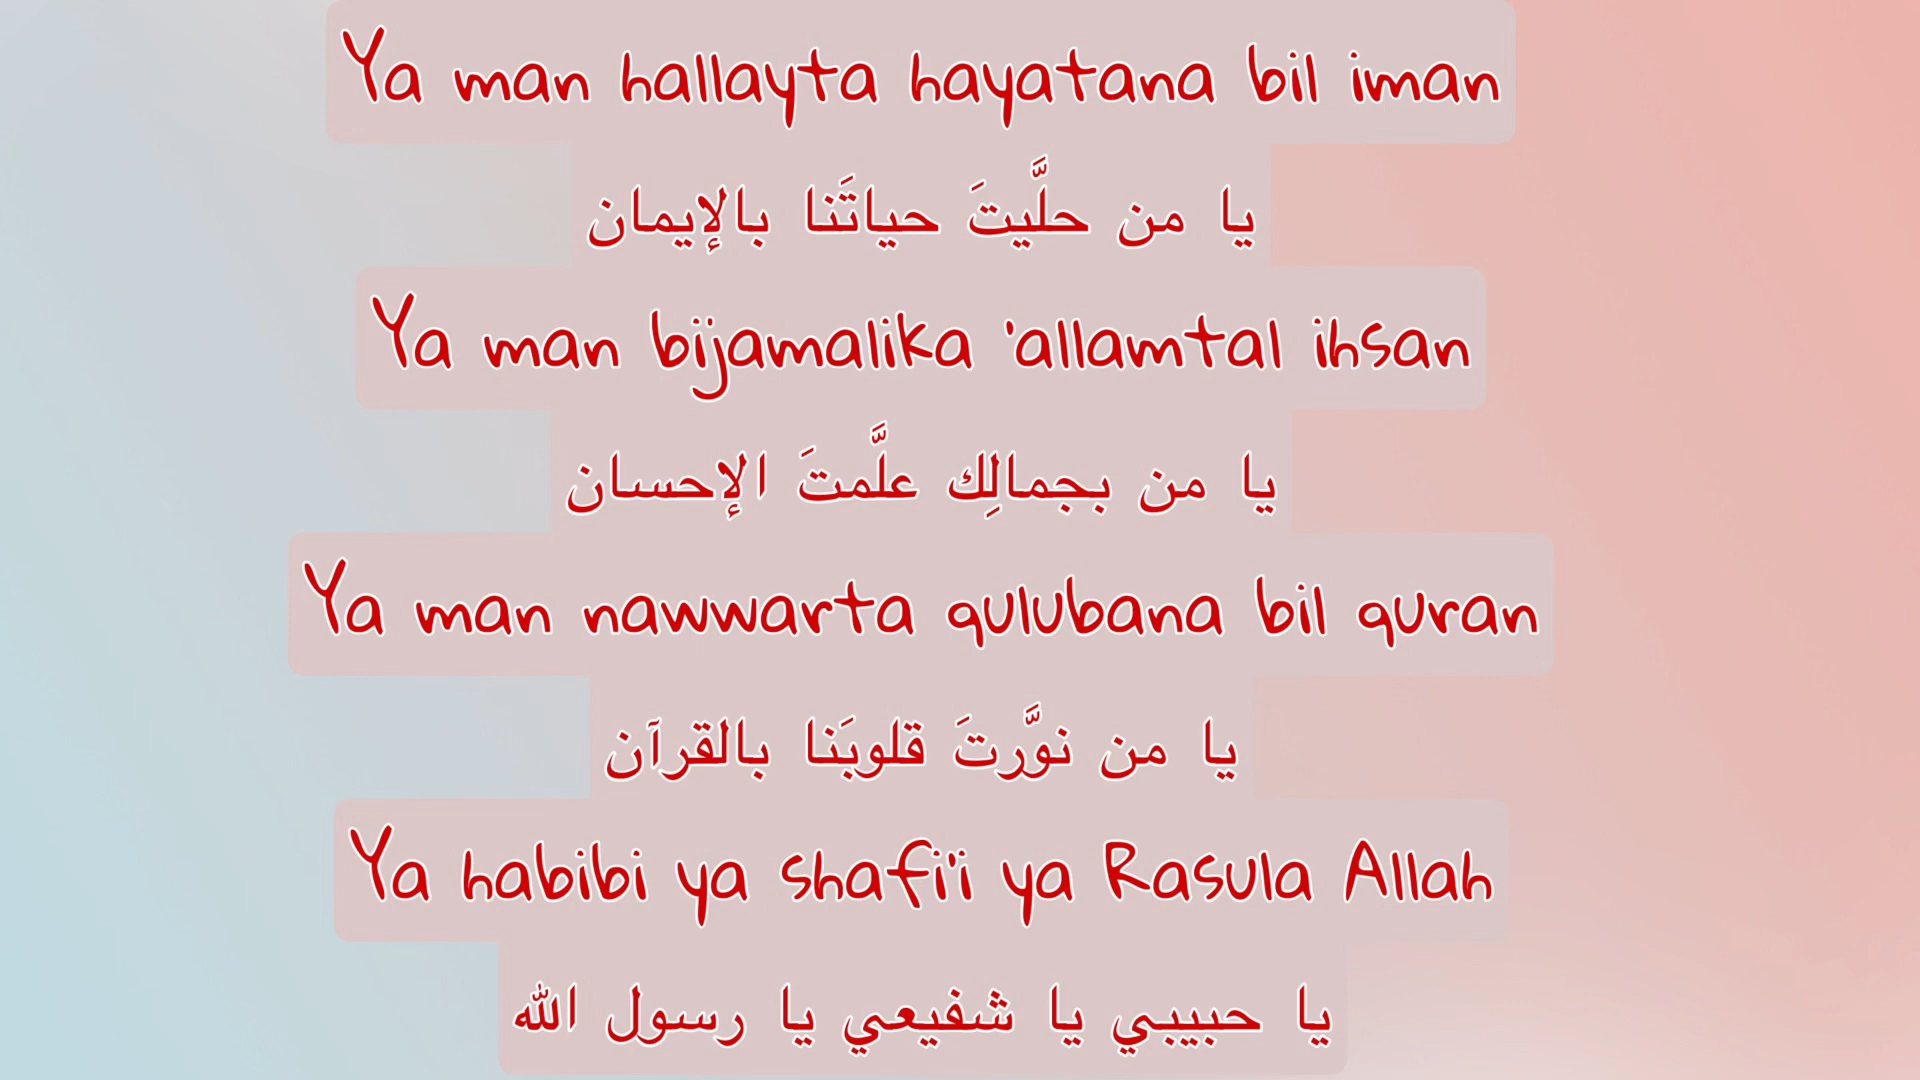 Ya man hallayta hayatana bil iman
يا من حلَّيتَ حياتَنا بالإيمان
Ya man bijamalika 'allamtal ihsan
يا من بجمالِك علَّمتَ الإحسان
Ya man nawwarta qulubana bil quran
يا من نوَّرتَ قلوبَنا بالقرآن
Ya habibi ya shafi'i ya Rasula Allah
يا حبيبي يا شفيعي يا رسول الله